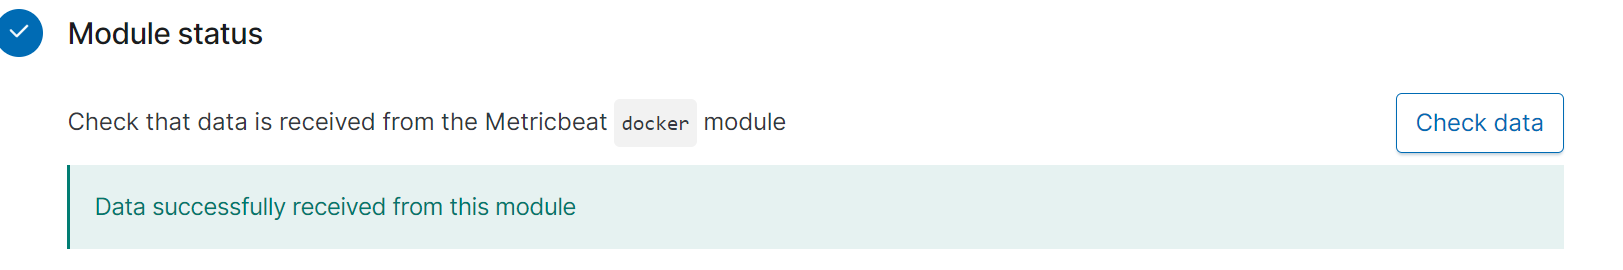 Module status
Check that data is received from the Metricbeat docker module
Check data
Data successfully received from this module